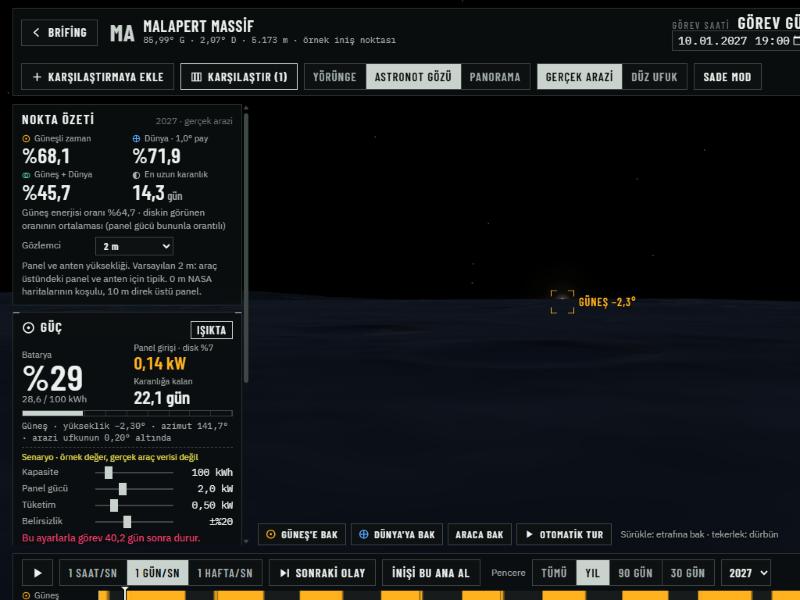 BRİFİNG
MA
MALAPERT MASSİF
85,99° G · 2,07° D · 5.173 m · örnek iniş noktası
GÖREV SAATİ
GÖREV GÜ
10.01.2027 19:00
+ KARŞILAŞTIRMAYA EKLE
KARŞILAŞTIR (1)
YÖRÜNGE
ASTRONOT GÖZÜ
PANORAMA
GERÇEK ARAZİ
DÜZ UFUK
SADE MOD
NOKTA ÖZETİ
2027 · gerçek arazi
Güneşli zaman
Dünya · 1,0° pay
%68,1
%71,9
Güneş + Dünya
En uzun karanlık
%45,7
14,3 gün
Güneş enerjisi oranı %64,7 · diskin görünen
oranının ortalaması (panel gücü bununla orantılı)
Gözlemci
2 m
Panel ve anten yüksekliği. Varsayılan 2 m: araç
üstündeki panel ve anten için tipik. 0 m NASA
haritalarının koşulu, 10 m direk üstü panel.
GÜNEŞ −2,3°
GÜÇ
IŞIKTA
Batarya
Panel girişi · disk %7
%29
0,14 kW
Karanlığa kalan
28,6 / 100 kWh
22,1 gün
Güneş · yükseklik −2,30° · azimut 141,7°
· arazi ufkunun 0,20° altında
Senaryo · örnek değer, gerçek araç verisi değil
Kapasite
100 kWh
Panel gücü
2,0 kW
Tüketim
0,50 kW
Belirsizlik
±%20
Bu ayarlarla görev 40,2 gün sonra durur.
GÜNEŞ'E BAK
DÜNYA'YA BAK
ARACA BAK
OTOMATİK TUR
Sürükle: etrafına bak · tekerlek: dürbün
1 SAAT/SN
1 GÜN/SN
1 HAFTA/SN
SONRAKİ OLAY
İNİŞİ BU ANA AL
Pencere
TÜMÜ
YIL
90 GÜN
30 GÜN
2027
Güneş